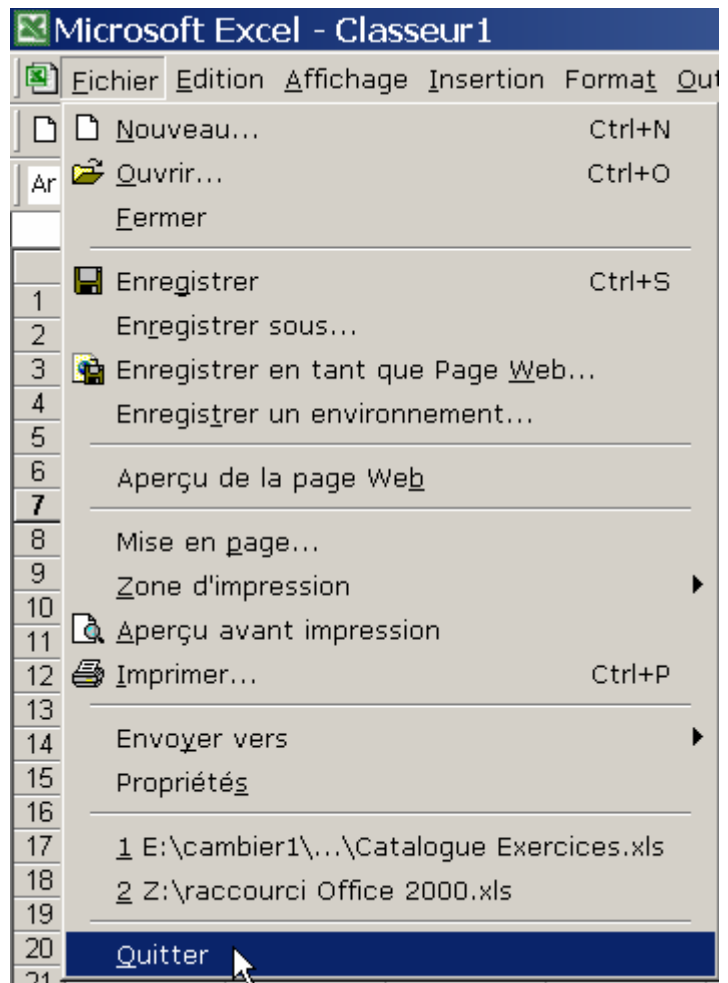 Microsoft Excel - Classeur1
Fichier Edition Affichage Insertion Format Out
Nouveau... Ctrl+N
Ar
Ouvrir... Ctrl+O
Fermer
Enregistrer Ctrl+S
1
Enregistrer sous...
2
3 Enregistrer en tant que Page Web...
4 Enregistrer un environnement...
5
6 Aperçu de la page Web
7
8 Mise en page...
9 Zone d'impression
10
11 Aperçu avant impression
12 Imprimer... Ctrl+P
13
14 Envoyer vers
15 Propriétés
16
17 1 E:\cambier1\...\Catalogue Exercices.xls
18 2 Z:\raccourci Office 2000.xls
19
20 Quitter
21